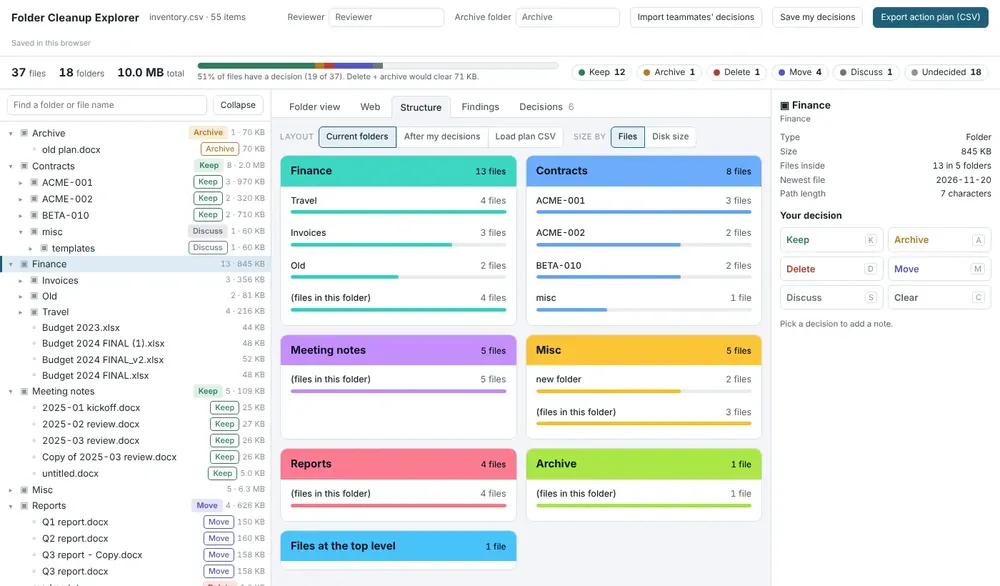 Folder Cleanup Explorer inventory.csv · 55 items Reviewer Reviewer Archive folder Archive Import teammates' decisions Save my decisions Export action plan (CSV)
Saved in this browser
37 files 18 folders 10.0 MB total
51% of files have a decision (19 of 37). Delete + archive would clear 71 KB.
Keep 12 Archive 1 Delete 1 Move 4 Discuss 1 Undecided 18
Find a folder or file name Collapse
Archive Archive 1 · 70 KB
old plan.docx Archive 70 KB
Contracts Keep 8 · 2.0 MB
ACME-001 Keep 3 · 970 KB
ACME-002 Keep 2 · 320 KB
BETA-010 Keep 2 · 710 KB
misc Discuss 1 · 60 KB
templates Discuss 1 · 60 KB
Finance 13 · 845 KB
Invoices 3 · 356 KB
Old 2 · 81 KB
Travel 4 · 216 KB
Budget 2023.xlsx 44 KB
Budget 2024 FINAL (1).xlsx 48 KB
Budget 2024 FINAL_v2.xlsx 52 KB
Budget 2024 FINAL.xlsx 48 KB
Meeting notes Keep 5 · 109 KB
2025-01 kickoff.docx Keep 25 KB
2025-02 review.docx Keep 27 KB
2025-03 review.docx Keep 26 KB
Copy of 2025-03 review.docx Keep 26 KB
untitled.docx Keep 5.0 KB
Misc 5 · 6.3 MB
Reports Move 4 · 626 KB
Q1 report.docx Move 150 KB
Q2 report.docx Move 160 KB
Q3 report - Copy.docx Move 158 KB
Q3 report.docx Move 158 KB
Folder view Web Structure Findings Decisions 6
LAYOUT Current folders After my decisions Load plan CSV SIZE BY Files Disk size
Finance 13 files
Travel 4 files
Invoices 3 files
Old 2 files
(files in this folder) 4 files
Contracts 8 files
ACME-001 3 files
ACME-002 2 files
BETA-010 2 files
misc 1 file
Meeting notes 5 files
(files in this folder) 5 files
Misc 5 files
new folder 2 files
(files in this folder) 3 files
Reports 4 files
(files in this folder) 4 files
Archive 1 file
(files in this folder) 1 file
Files at the top level 1 file
Finance
Finance
Type Folder
Size 845 KB
Files inside 13 in 5 folders
Newest file 2026-11-20
Path length 7 characters
Your decision
Keep K Archive A
Delete D Move M
Discuss S Clear C
Pick a decision to add a note.